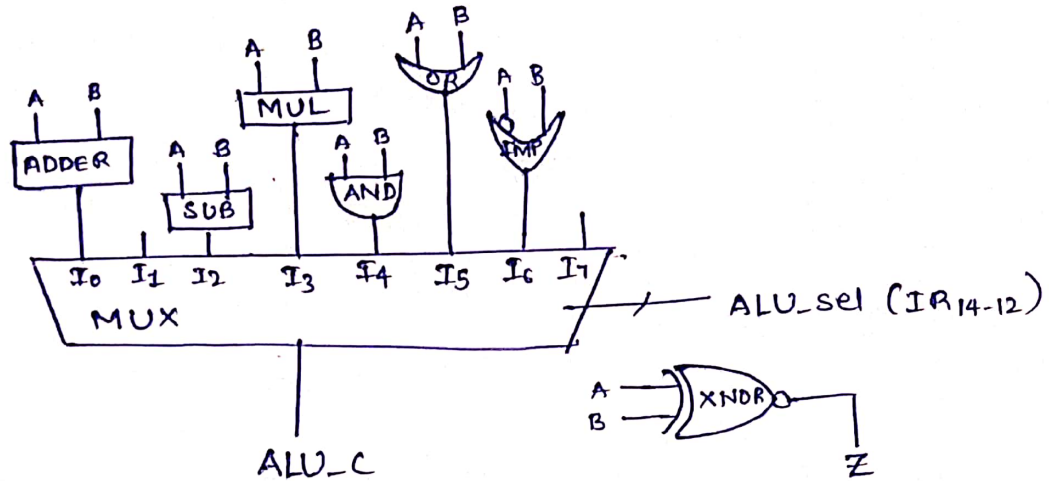 A B
OR
A B
MUL
A B
IMP
A B
ADDER
A B
SUB
A B
AND
I0 I1 I2 I3 I4 I5 I6 I7
MUX
ALU_sel (IR14-12)
A
B
XNOR
Z
ALU_C